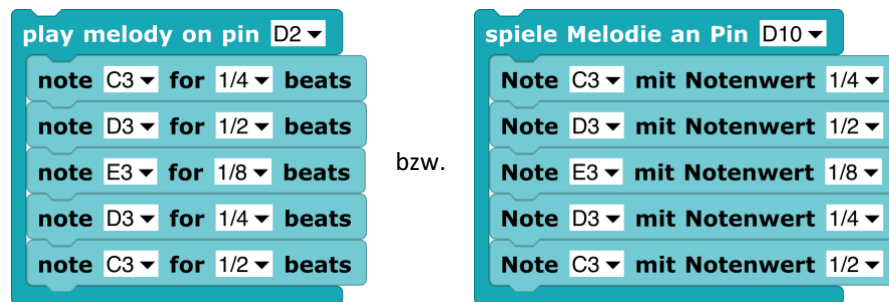 play melody on pin D2
note C3 for 1/4 beats
note D3 for 1/2 beats
note E3 for 1/8 beats
note D3 for 1/4 beats
note C3 for 1/2 beats
bzw.
spiele Melodie an Pin D10
Note C3 mit Notenwert 1/4
Note D3 mit Notenwert 1/2
Note E3 mit Notenwert 1/8
Note D3 mit Notenwert 1/4
Note C3 mit Notenwert 1/2